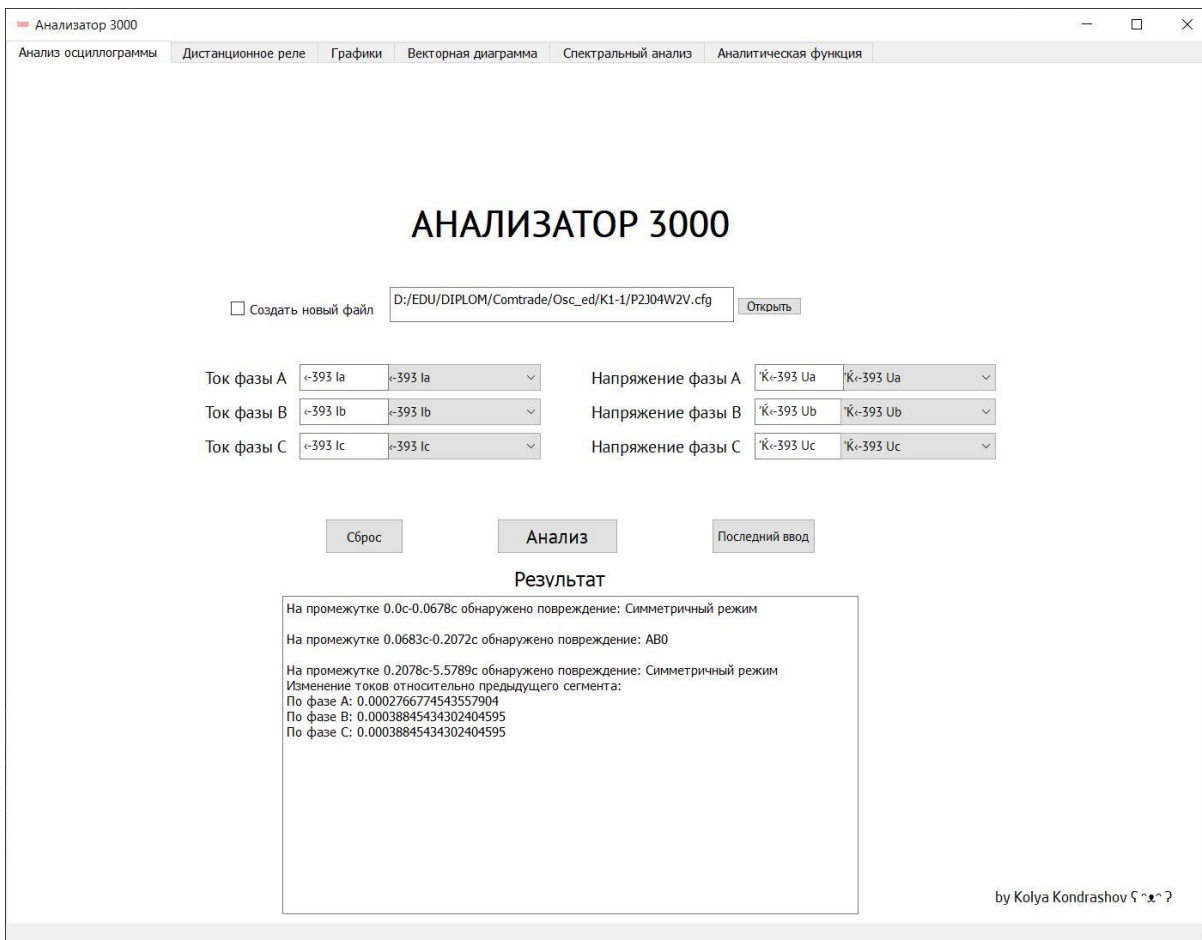 Анализатор 3000
Анализ осциллограммы Дистанционное реле Графики Векторная диаграмма Спектральный анализ Аналитическая функция
АНАЛИЗАТОР 3000
Создать новый файл D:/EDU/DIPLOM/Comtrade/Osc_ed/K1-1/P2J04W2V.cfg Открыть
Ток фазы A ‹-393 Ia ‹-393 Ia Напряжение фазы A 'Ḱ‹-393 Ua 'Ḱ‹-393 Ua
Ток фазы B ‹-393 Ib ‹-393 Ib Напряжение фазы B 'Ḱ‹-393 Ub 'Ḱ‹-393 Ub
Ток фазы C ‹-393 Ic ‹-393 Ic Напряжение фазы C 'Ḱ‹-393 Uc 'Ḱ‹-393 Uc
Сброс Анализ Последний ввод
Результат
На промежутке 0.0с-0.0678с обнаружено повреждение: Симметричный режим
На промежутке 0.0683с-0.2072с обнаружено повреждение: AB0
На промежутке 0.2078с-5.5789с обнаружено повреждение: Симметричный режим
Изменение токов относительно предыдущего сегмента:
По фазе A: 0.0002766774543557904
По фазе B: 0.00038845434302404595
По фазе C: 0.00038845434302404595
by Kolya Kondrashov ʕ ᵔᴥᵔ ʔ